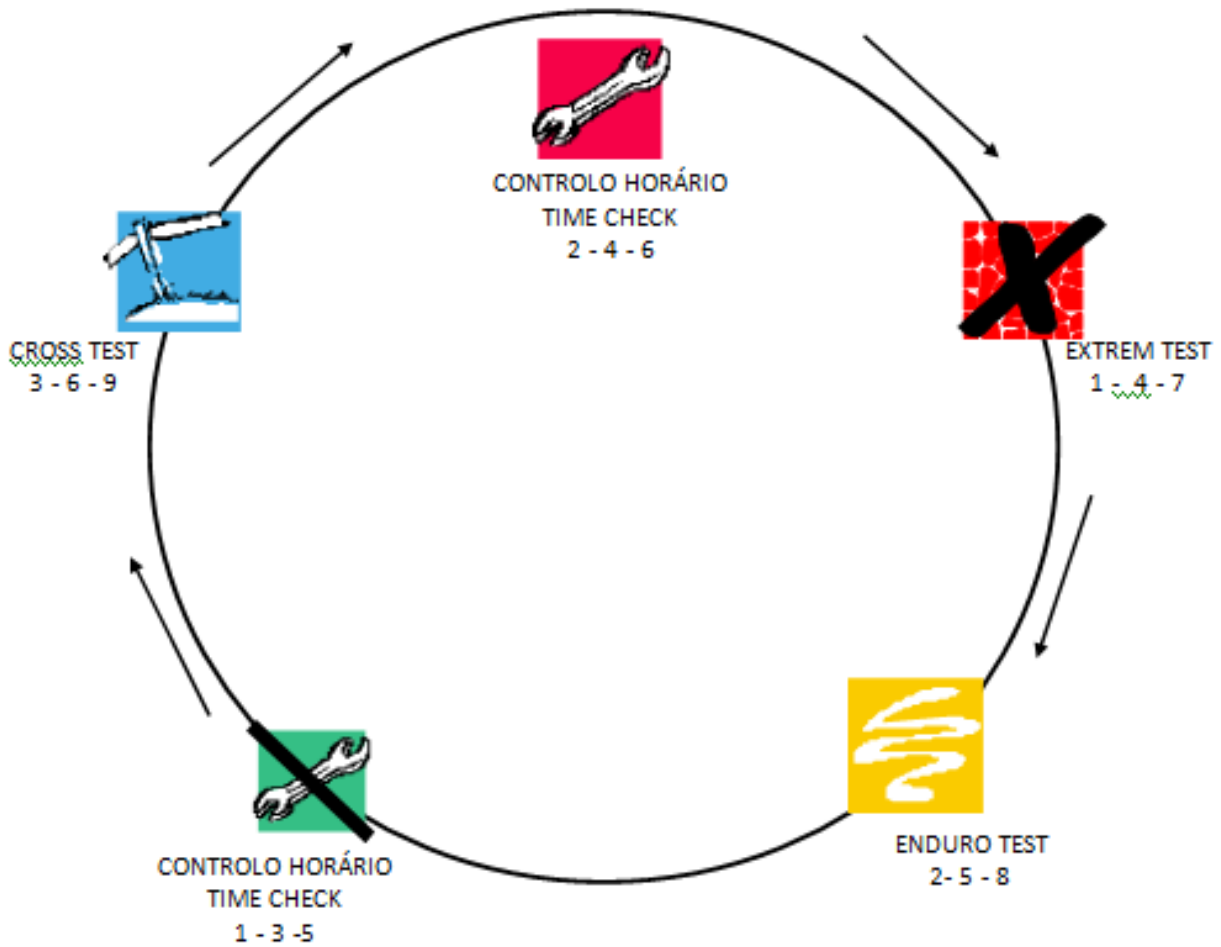 CONTROLO HORÁRIO
TIME CHECK
2 - 4 - 6
CROSS TEST
3 - 6 - 9
EXTREM TEST
1 - 4 - 7
ENDURO TEST
2- 5 - 8
CONTROLO HORÁRIO
TIME CHECK
1 - 3 -5